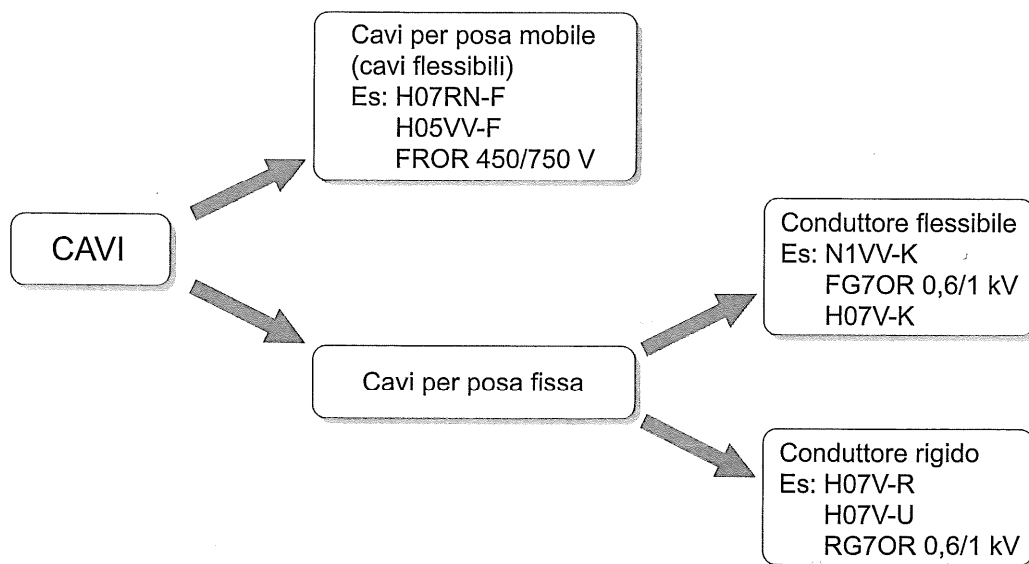 Cavi per posa mobile
(cavi flessibili)
Es: H07RN-F
H05VV-F
FROR 450/750 V
CAVI
Cavi per posa fissa
Conduttore flessibile
Es: N1VV-K
FG7OR 0,6/1 kV
H07V-K
Conduttore rigido
Es: H07V-R
H07V-U
RG7OR 0,6/1 kV